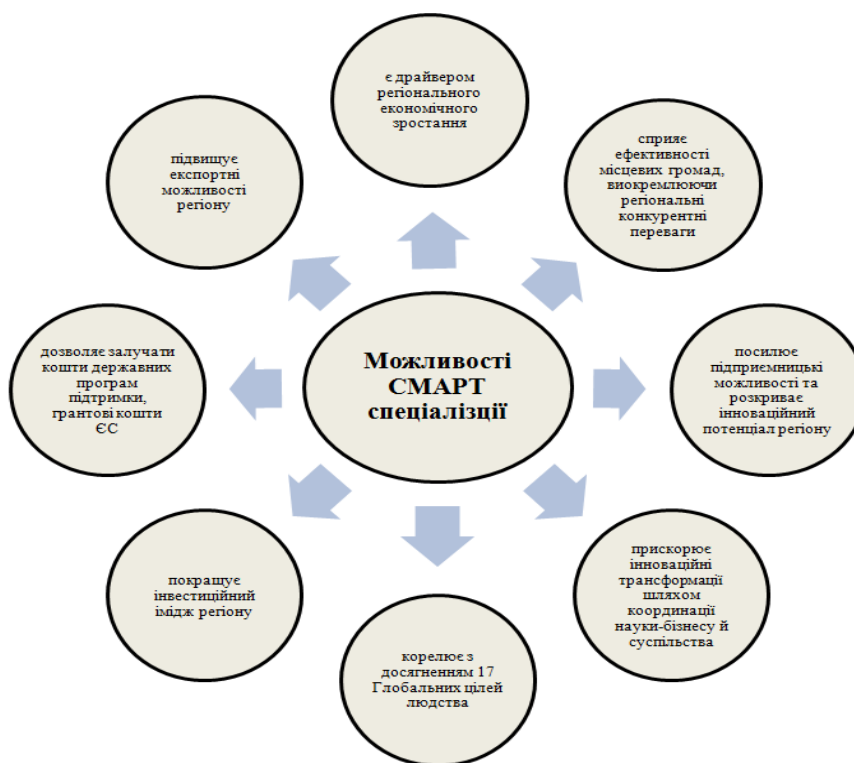 є драйвером
регіонального
економічного
зростання
сприяє
ефективності
місцевих громад,
виокремлюючи
регіональні
конкурентні
переваги
підвищує
експортні
можливості
регіону
Можливості
СМАРТ
спеціалізції
дозволяє залучати
кошти державних
програм
підтримки,
грантові кошти
ЄС
посилює
підприємницькі
можливості та
розкриває
інноваційний
потенціал регіону
покращує
інвестиційний
імідж регіону
прискорює
інноваційні
трансформації
шляхом
координації
науки-бізнесу й
суспільства
корелює з
досягненням 17
Глобальних цілей
людства